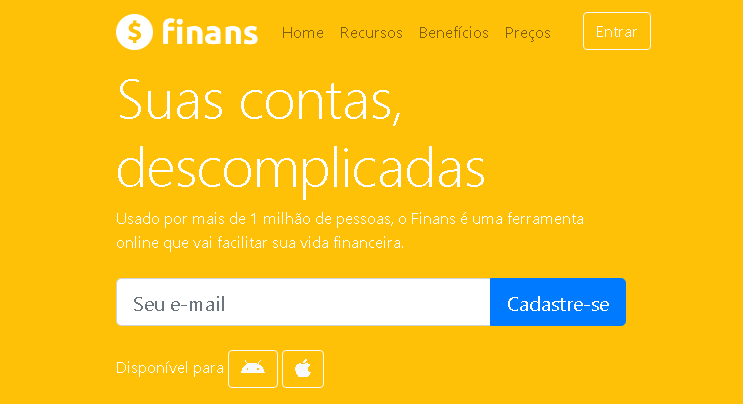 $ finans Home Recursos Benefícios Preços Entrar
Suas contas,
descomplicadas
Usado por mais de 1 milhão de pessoas, o Finans é uma ferramenta
online que vai facilitar sua vida financeira.
Seu e-mail Cadastre-se
Disponível para